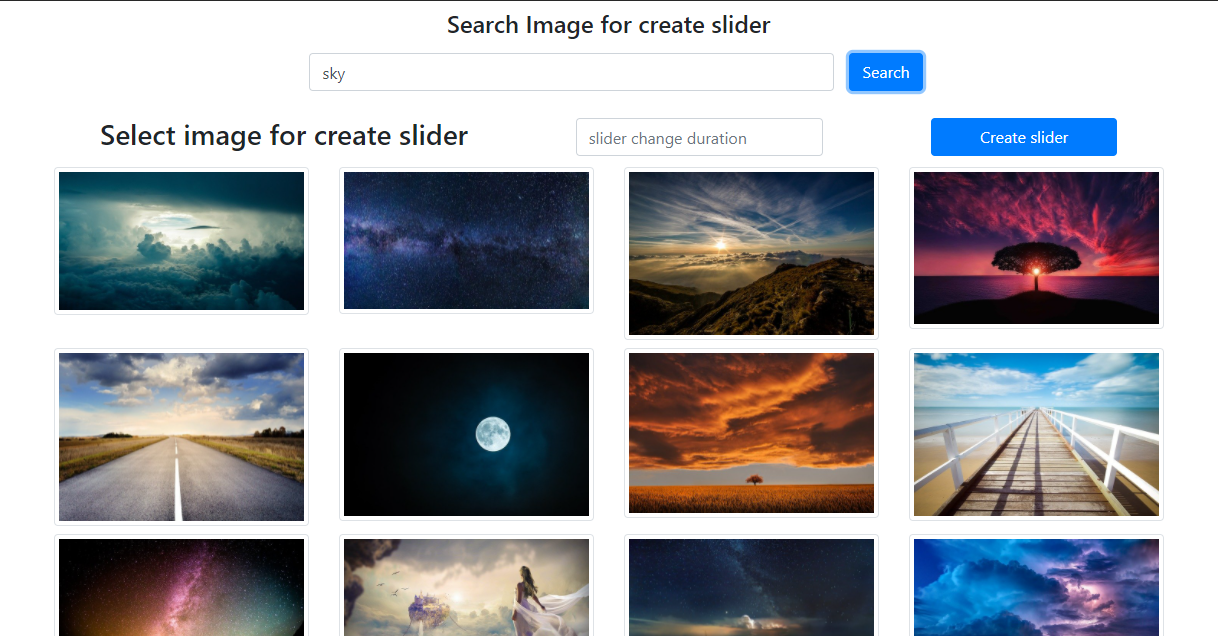 Search Image for create slider
sky
Search
Select image for create slider
slider change duration
Create slider